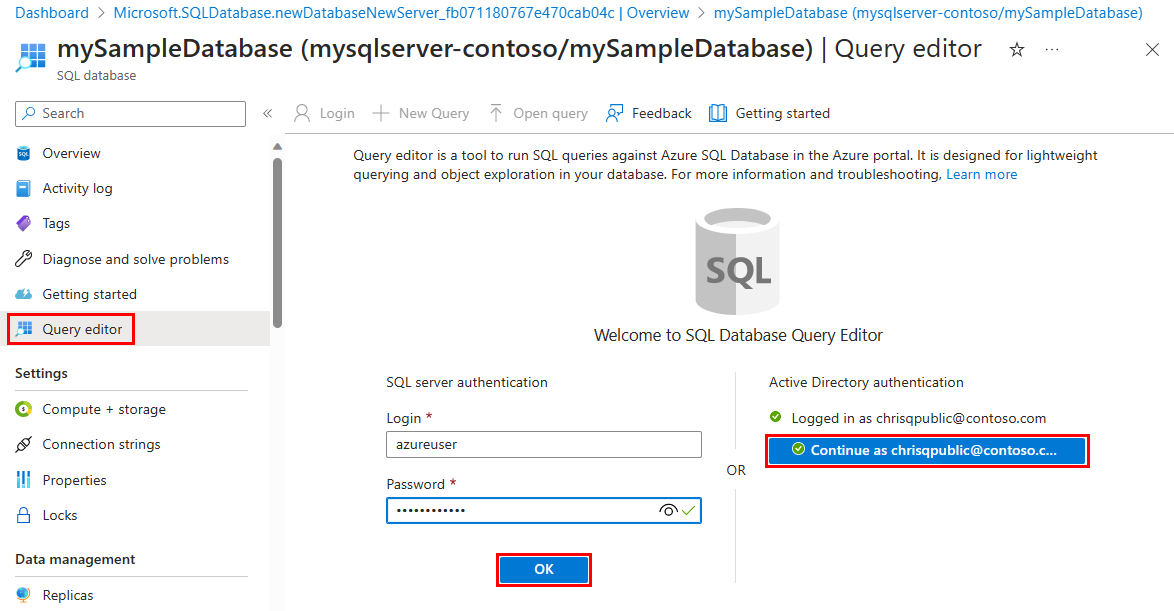 Dashboard > Microsoft.SQLDatabase.newDatabaseNewServer_fb071180767e470cab04c | Overview > mySampleDatabase (mysqlserver-contoso/mySampleDatabase)
mySampleDatabase (mysqlserver-contoso/mySampleDatabase) | Query editor
SQL database
Search
Login
New Query
Open query
Feedback
Getting started
SQL
Overview
Activity log
Tags
Diagnose and solve problems
Getting started
Query editor
Settings
Compute + storage
Connection strings
Properties
Locks
Data management
Replicas
Query editor is a tool to run SQL queries against Azure SQL Database in the Azure portal. It is designed for lightweight
querying and object exploration in your database. For more information and troubleshooting, Learn more
SQL
Welcome to SQL Database Query Editor
SQL server authentication
Login *
azureuser
Password *
••••••••••••
OK
OR
Active Directory authentication
Logged in as chrisqpublic@contoso.com
Continue as chrisqpublic@contoso.c...